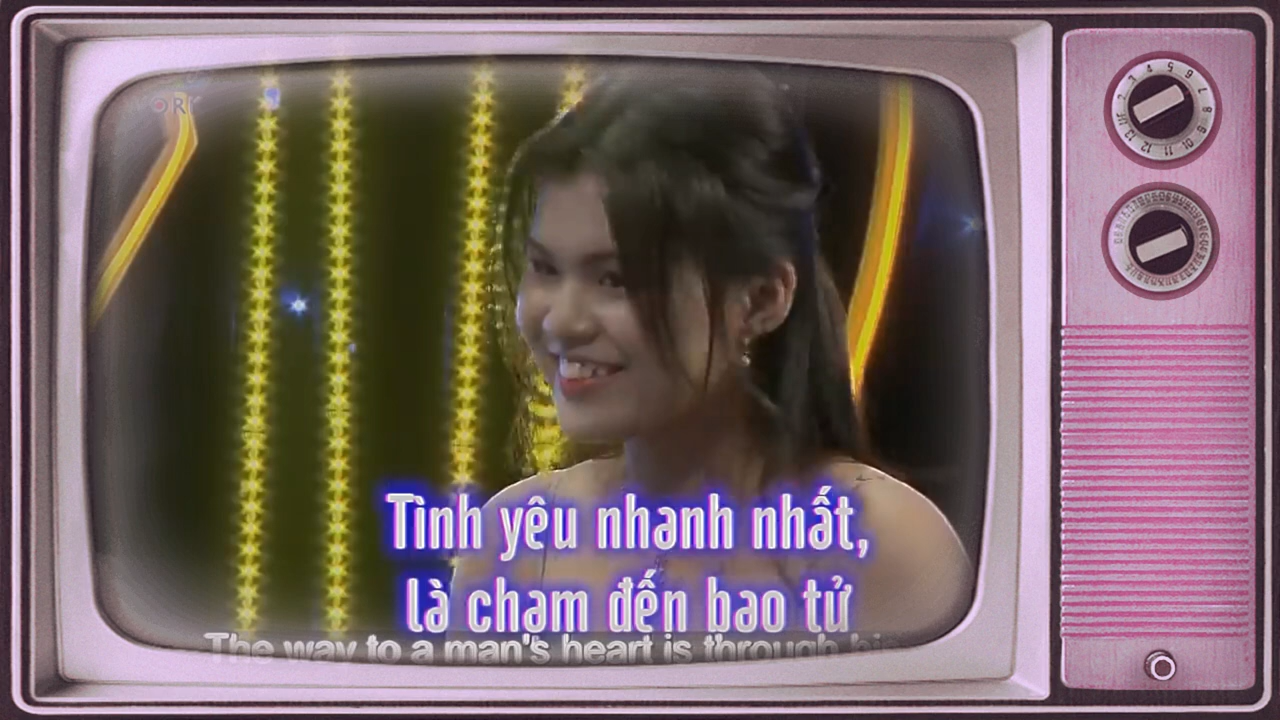 Tình yêu nhanh nhất,
là chạm đến bao tử
The way to a man's heart is through